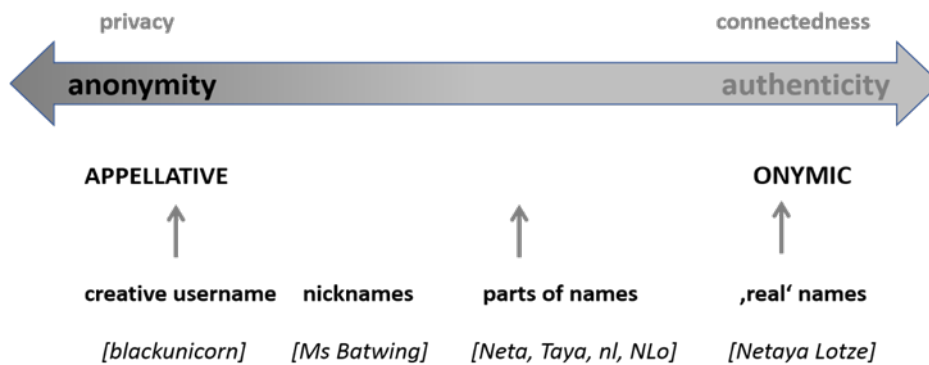 privacy connectedness
anonymity authenticity
APPELLATIVE ONYMIC
creative username nicknames parts of names ‚real‘ names
[blackunicorn] [Ms Batwing] [Neta, Taya, nl, NLo] [Netaya Lotze]